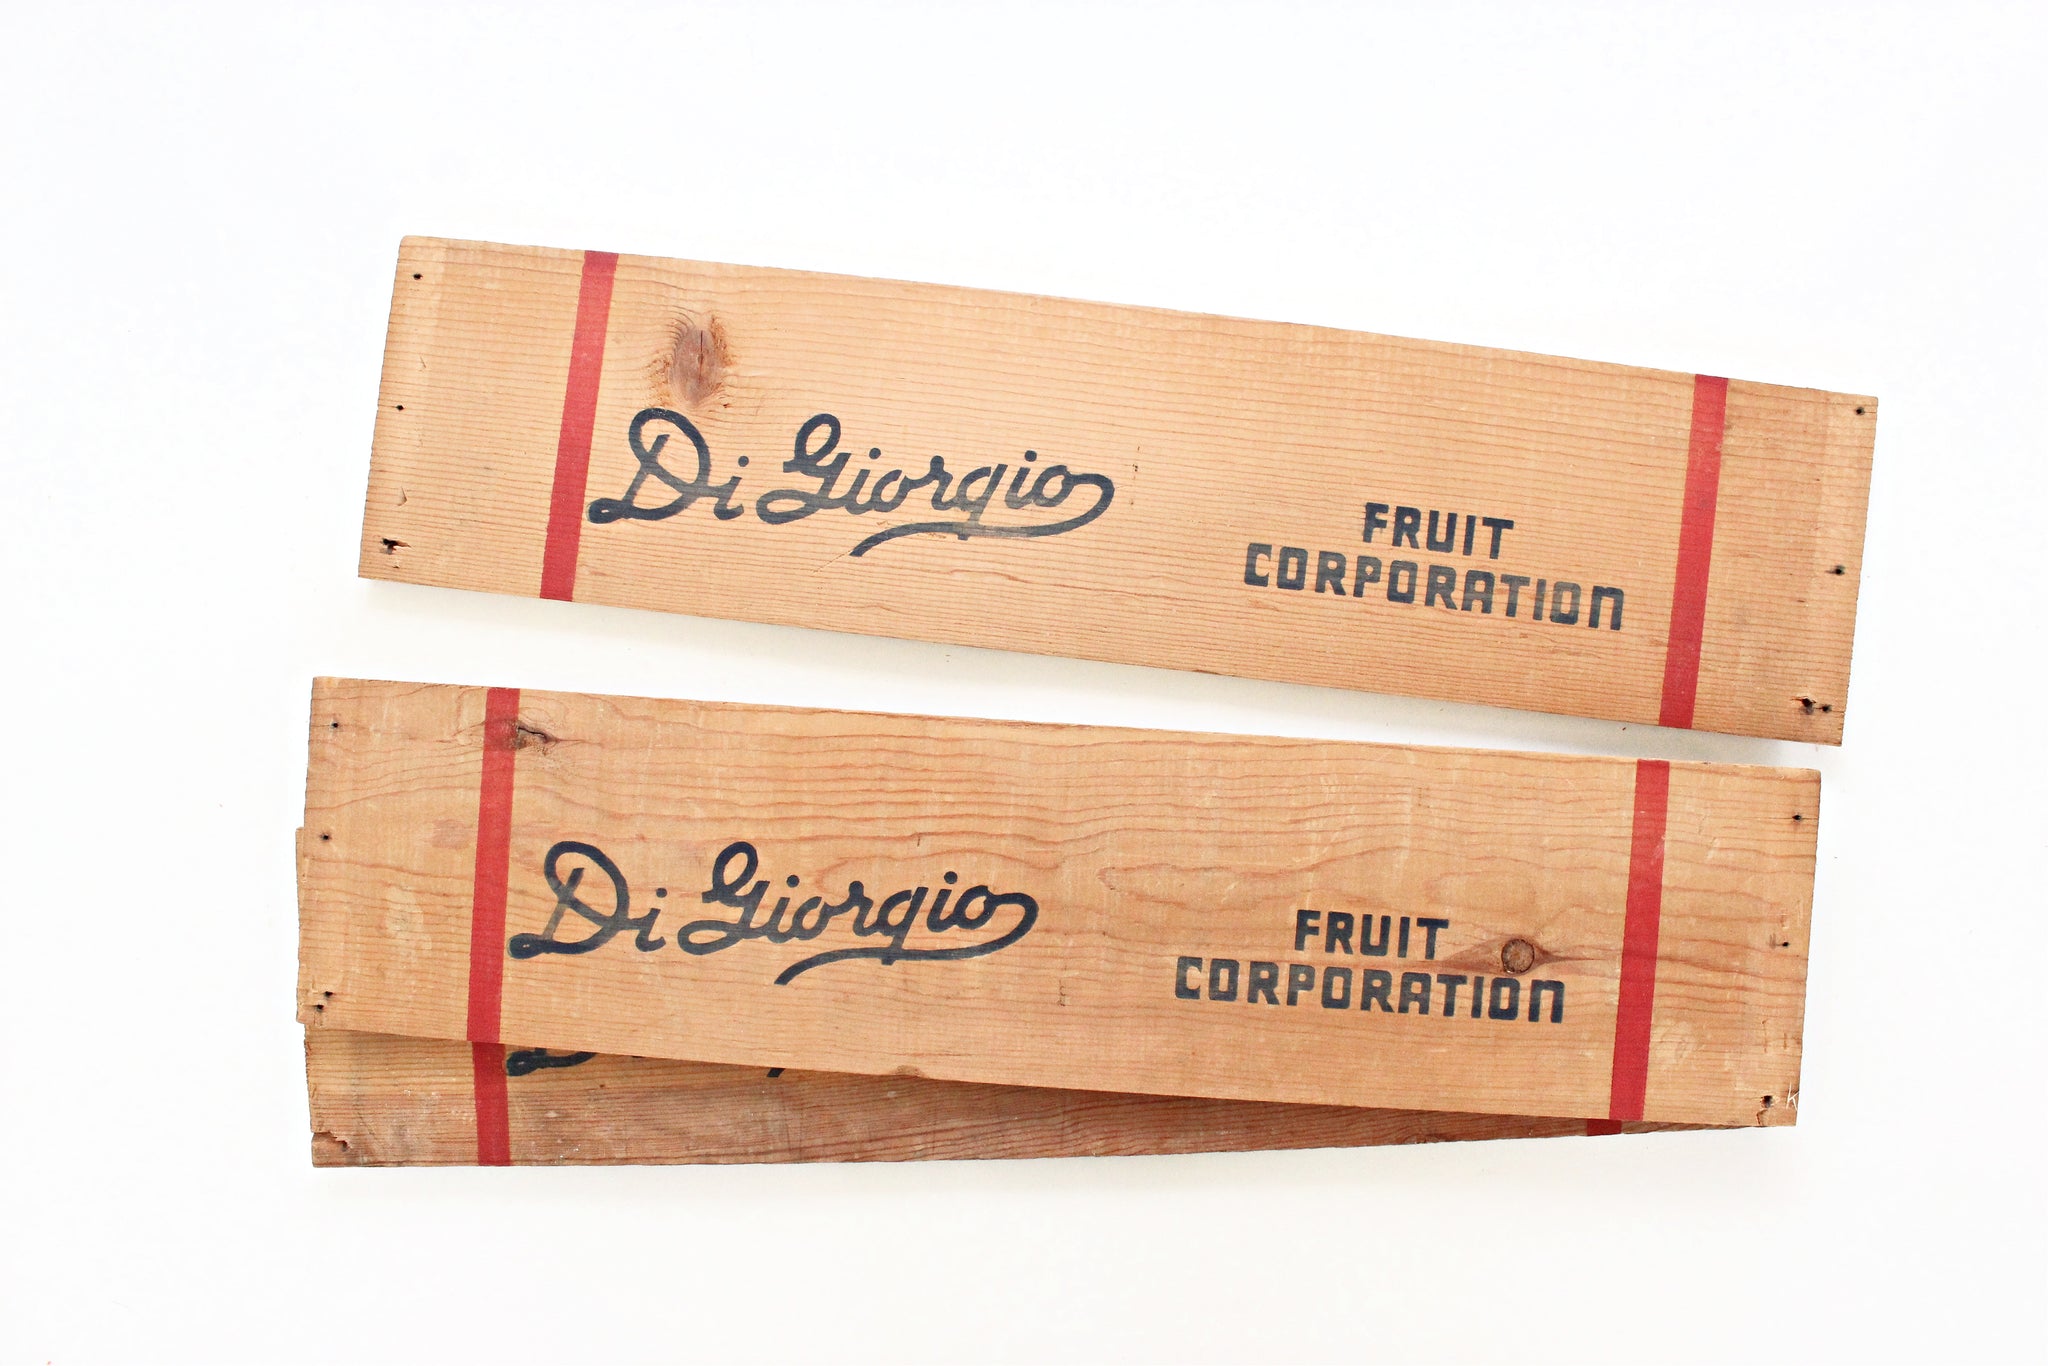 Di Giorgio
FRUIT
CORPORATION
Di Giorgio
FRUIT
CORPORATION
K